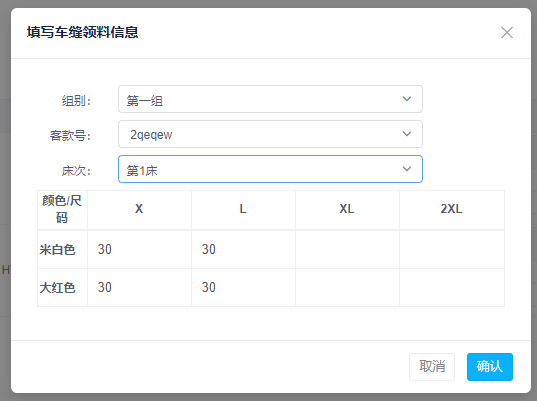 填写车缝领料信息
组别：
第一组
客款号：
2qeqew
床次：
第1床
颜色/尺
码
X
L
XL
2XL
米白色
30
30
大红色
30
30
H
取消
确认